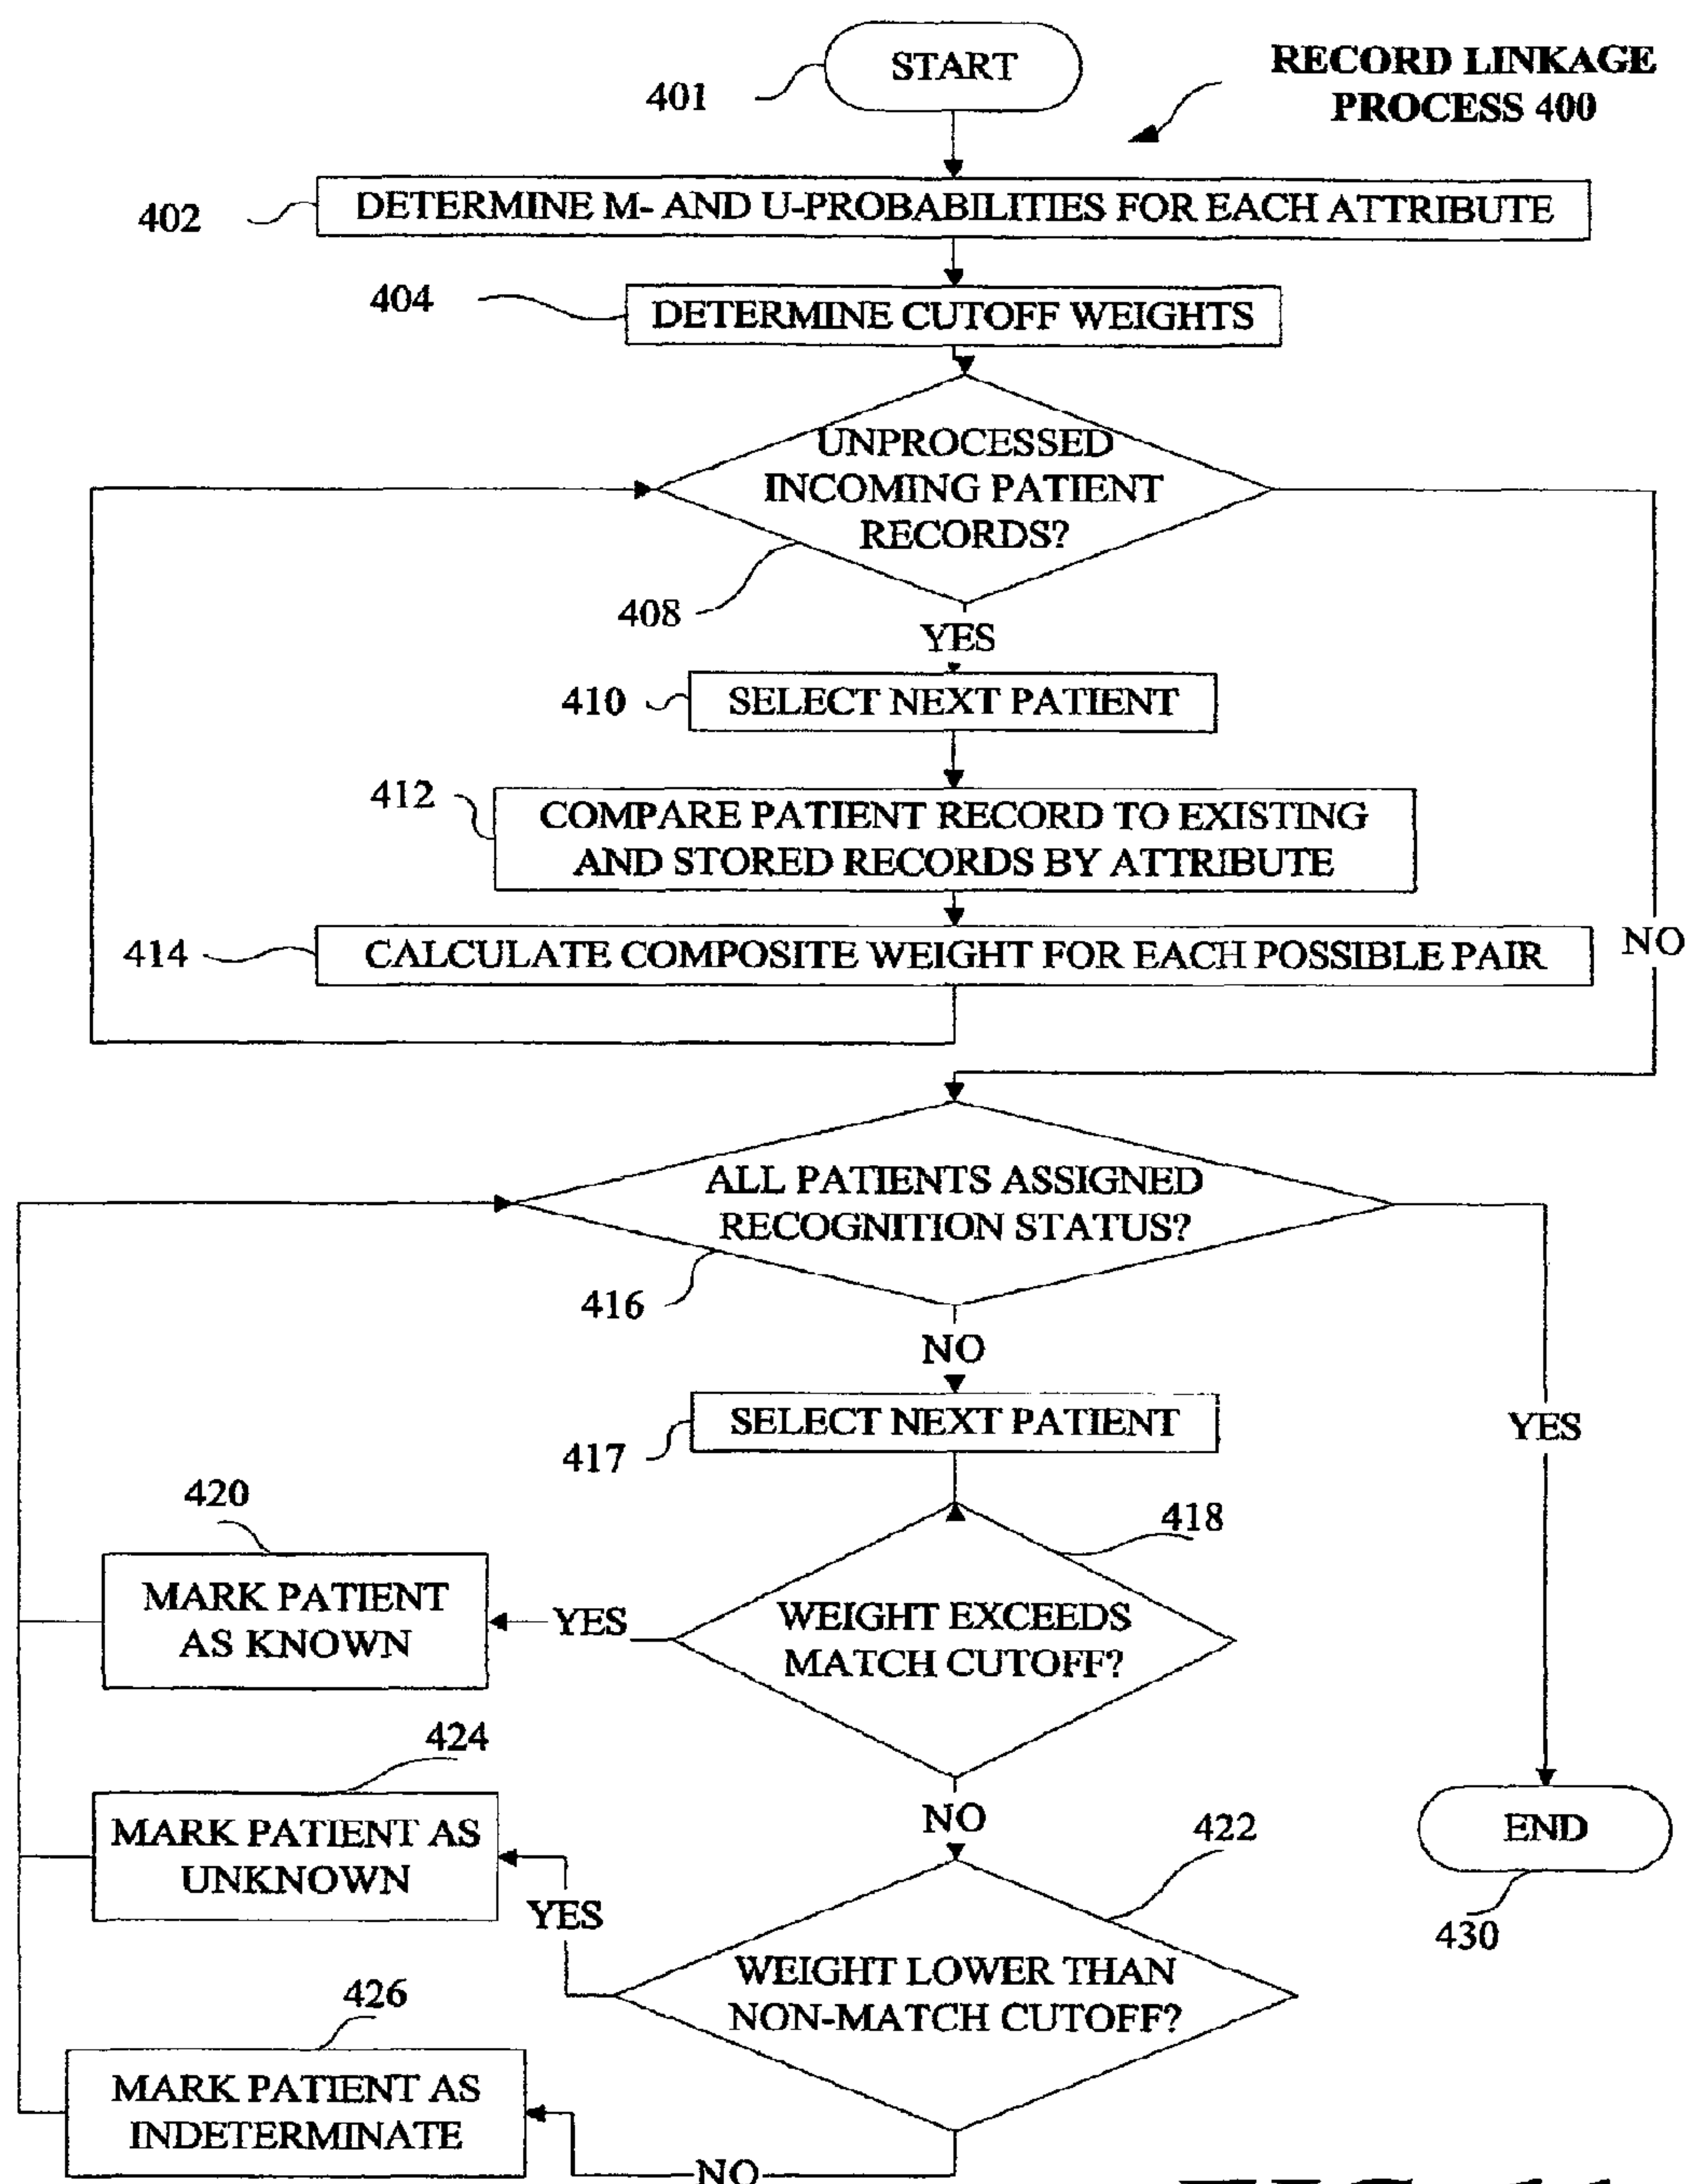 START
401
RECORD LINKAGE
PROCESS 400
402
DETERMINE M- AND U-PROBABILITIES FOR EACH ATTRIBUTE
404
DETERMINE CUTOFF WEIGHTS
UNPROCESSED
INCOMING PATIENT
RECORDS?
408
YES
410
SELECT NEXT PATIENT
412
COMPARE PATIENT RECORD TO EXISTING
AND STORED RECORDS BY ATTRIBUTE
414
CALCULATE COMPOSITE WEIGHT FOR EACH POSSIBLE PAIR
NO
ALL PATIENTS ASSIGNED
RECOGNITION STATUS?
416
NO
SELECT NEXT PATIENT
417
YES
420
418
MARK PATIENT
AS KNOWN
YES
WEIGHT EXCEEDS
MATCH CUTOFF?
424
NO
422
END
MARK PATIENT AS
UNKNOWN
YES
430
WEIGHT LOWER THAN
NON-MATCH CUTOFF?
426
MARK PATIENT AS
INDETERMINATE
NO